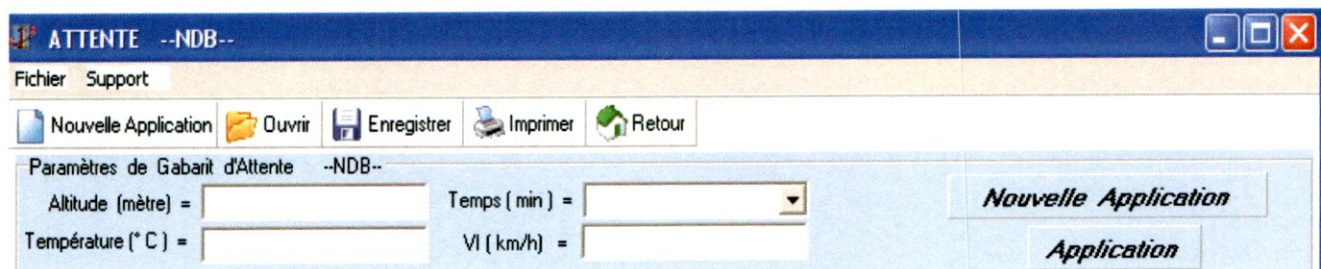 ATTENTE --NDB--
Fichier Support
Nouvelle Application Ouvrir Enregistrer Imprimer Retour
Paramètres de Gabarit d'Attente --NDB--
Altitude (mètre) = Temps ( min ) = Nouvelle Application
Température (° C ) = VI ( km/h) = Application